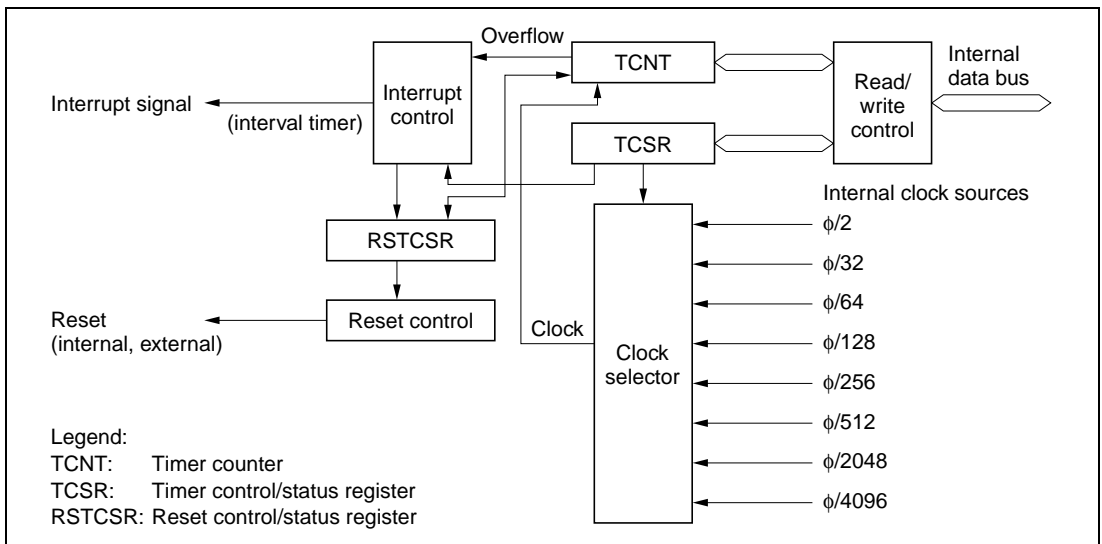 Overflow
TCNT
Internal
data bus
Read/
write
control
Interrupt
control
Interrupt signal
(interval timer)
TCSR
Internal clock sources
ϕ/2
RSTCSR
ϕ/32
ϕ/64
Reset
(internal, external)
Reset control
Clock
ϕ/128
Clock
selector
ϕ/256
ϕ/512
ϕ/2048
ϕ/4096
Legend:
TCNT: Timer counter
TCSR: Timer control/status register
RSTCSR: Reset control/status register